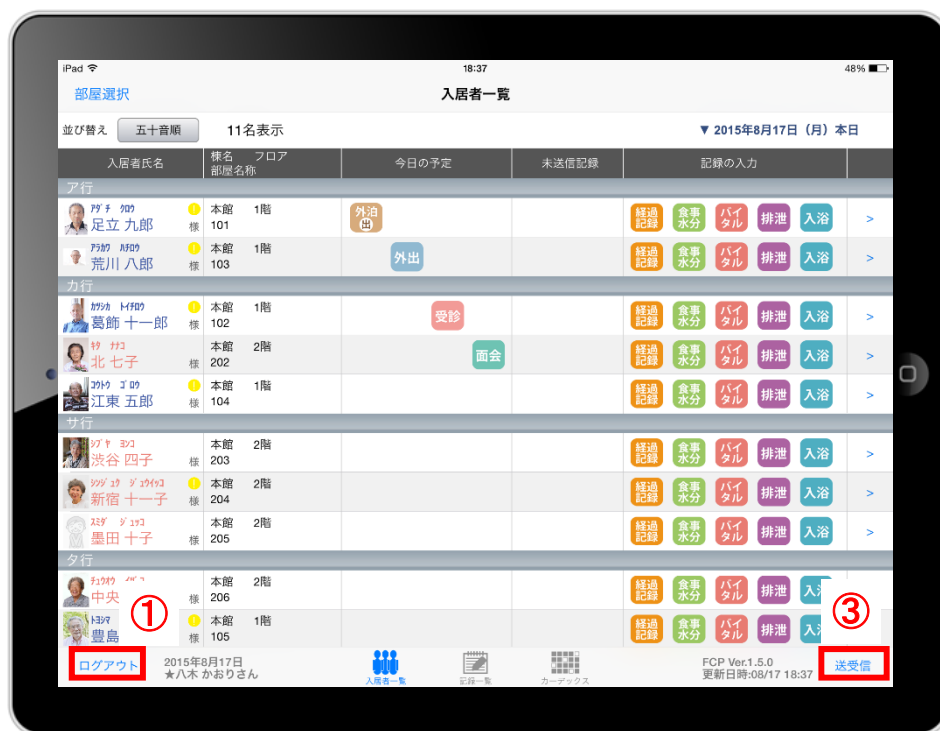 iPad 18:37 48%
部屋選択 入居者一覧
並び替え 五十音順 11名表示 ▼ 2015年8月17日（月）本日
入居者氏名 棟名 フロア 部屋名称 今日の予定 未送信記録 記録の入力
ア行
ｱﾀﾞﾁ ｸﾛｳ
足立 九郎 様 本館 1階 101 外泊 出 経過記録 食事水分 バイタル 排泄 入浴 >
ｱﾗｶﾜ ﾊﾁﾛｳ
荒川 八郎 様 本館 1階 103 外出 経過記録 食事水分 バイタル 排泄 入浴 >
カ行
ｶﾂｼｶ ﾄｲﾁﾛｳ
葛飾 十一郎 様 本館 1階 102 受診 経過記録 食事水分 バイタル 排泄 入浴 >
ｷﾀ ﾅﾅｺ
北 七子 様 本館 2階 202 面会 経過記録 食事水分 バイタル 排泄 入浴 >
ｺｳﾄｳ ｺﾞﾛｳ
江東 五郎 様 本館 1階 104 経過記録 食事水分 バイタル 排泄 入浴 >
サ行
ｼﾌﾞﾔ ﾖﾝｺ
渋谷 四子 様 本館 2階 203 経過記録 食事水分 バイタル 排泄 入浴 >
ｼﾝｼﾞｭｸ ｼﾞｭｳｲﾁｺ
新宿 十一子 様 本館 2階 204 経過記録 食事水分 バイタル 排泄 入浴 >
ｽﾐﾀﾞ ｼﾞｭｯｺ
墨田 十子 様 本館 2階 205 経過記録 食事水分 バイタル 排泄 入浴 >
タ行
ﾁｭｳｵｳ
中央 様 本館 2階 206 経過記録 食事水分 バイタル 排泄
① ③
ﾄﾖｼﾏ
豊島 本館 1階 105 経過記録 食事水分 バイタル 排泄
ログアウト 2015年8月17日 ★八木 かおりさん 入居者一覧 記録一覧 カーデックス FCP Ver.1.5.0 更新日時:08/17 18:37 送受信